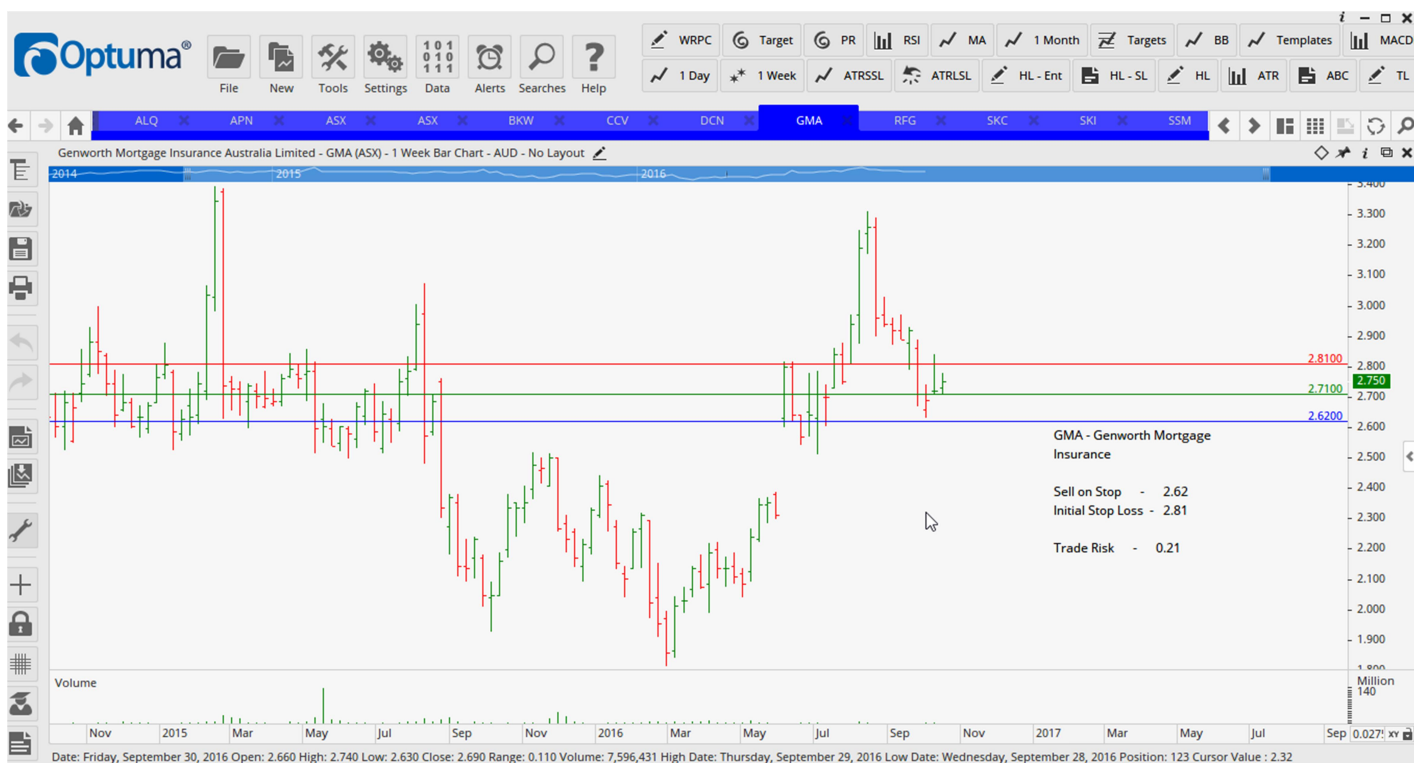 i
WRPC Target PR RSI MA 1 Month Targets BB Templates MACD
Optuma®
101
010
111
1 Day 1 Week ATRSSL ATRLSL HL - Ent HL - SL HL ATR ABC TL
File New Tools Settings Data Alerts Searches Help
ALQ APN ASX ASX BKW CCV DCN GMA RFG SKC SKI SSM
Genworth Mortgage Insurance Australia Limited - GMA (ASX) - 1 Week Bar Chart - AUD - No Layout
i
2014 2015 2016
3.400
3.300
3.200
3.100
3.000
2.900
2.8100
2.800
2.750
2.7100
2.700
2.6200
2.600
GMA - Genworth Mortgage
Insurance
2.500
Sell on Stop - 2.62
2.400
Initial Stop Loss - 2.81
2.300
Trade Risk - 0.21
2.200
2.100
2.000
1.900
1.800
Volume
Million
140
Nov 2015 Mar May Jul Sep Nov 2016 Mar May Jul Sep Nov 2017 Mar May Jul Sep 0.027! XY
Date: Friday, September 30, 2016 Open: 2.660 High: 2.740 Low: 2.630 Close: 2.690 Range: 0.110 Volume: 7,596,431 High Date: Thursday, September 29, 2016 Low Date: Wednesday, September 28, 2016 Position: 123 Cursor Value : 2.32